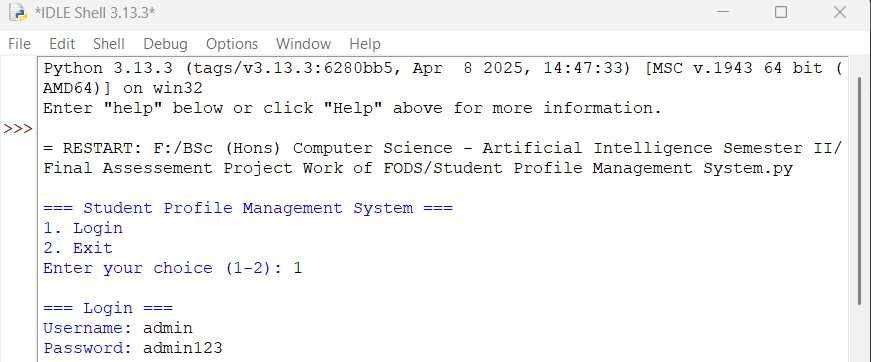 *IDLE Shell 3.13.3*
File Edit Shell Debug Options Window Help
Python 3.13.3 (tags/v3.13.3:6280bb5, Apr  8 2025, 14:47:33) [MSC v.1943 64 bit (
AMD64)] on win32
Enter "help" below or click "Help" above for more information.
>>>
= RESTART: F:/BSc (Hons) Computer Science - Artificial Intelligence Semester II/
Final Assessement Project Work of FODS/Student Profile Management System.py
=== Student Profile Management System ===
1. Login
2. Exit
Enter your choice (1-2): 1
=== Login ===
Username: admin
Password: admin123